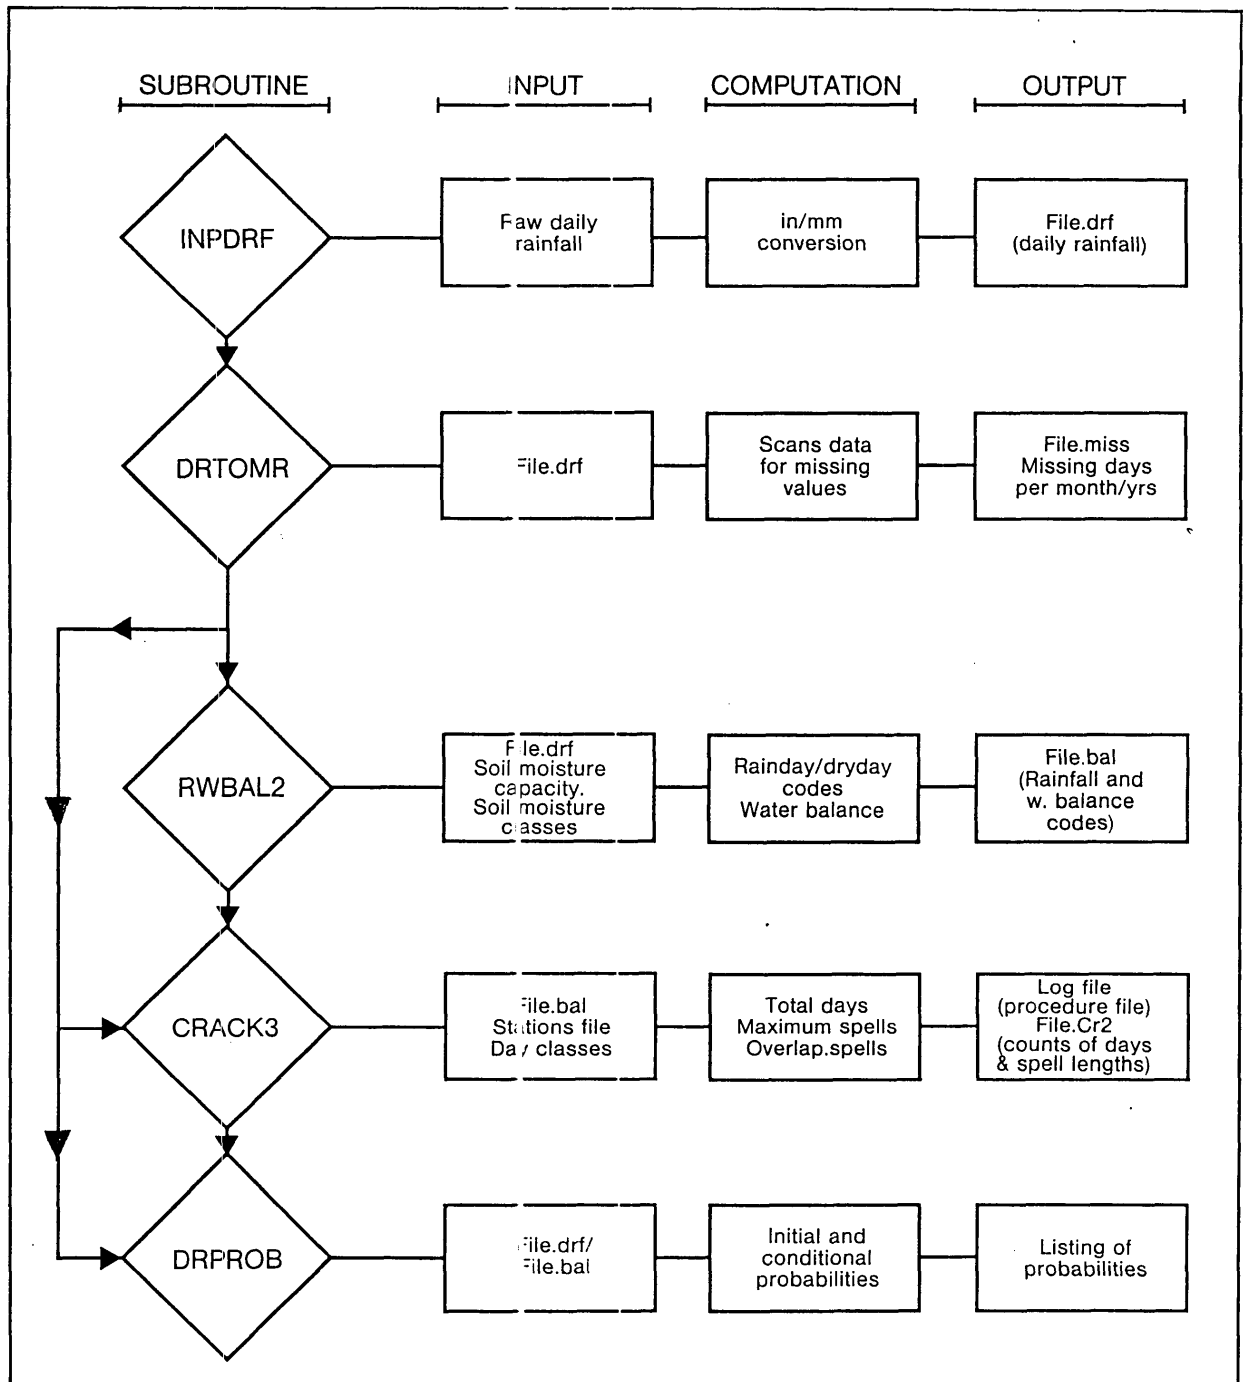 SUBROUTINE INPUT COMPUTATION OUTPUT
INPDRF
Raw daily
rainfall
in/mm
conversion
File.drf
(daily rainfall)
DRTOMR
File.drf
Scans data
for missing
values
File.miss
Missing days
per month/yrs
RWBAL2
File.drf
Soil moisture
capacity.
Soil moisture
classes
Rainday/dryday
codes
Water balance
File.bal
(Rainfall and
w. balance
codes)
CRACK3
File.bal
Stations file
Day classes
Total days
Maximum spells
Overlap.spells
Log file
(procedure file)
File.Cr2
(counts of days
& spell lengths)
DRPROB
File.drf/
File.bal
Initial and
conditional
probabilities
Listing of
probabilities